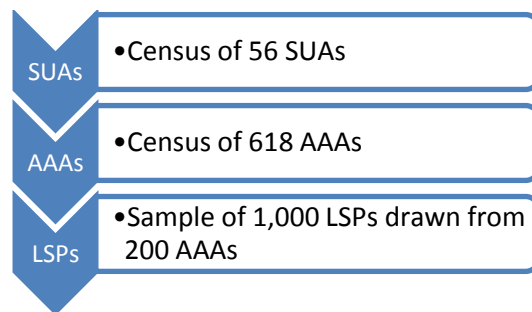 SUAs
•Census of 56 SUAs
AAAs
•Census of 618 AAAs
LSPs
•Sample of 1,000 LSPs drawn from
200 AAAs